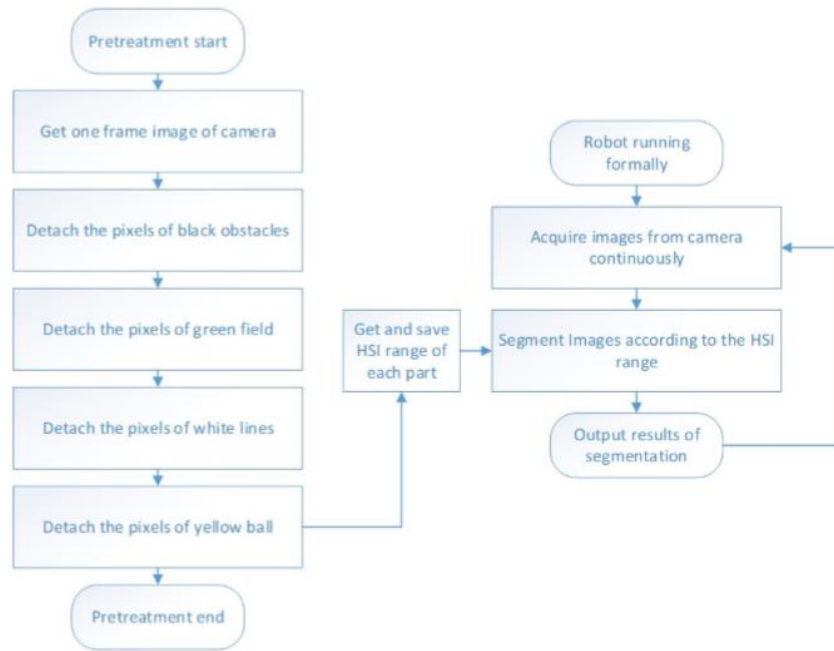 Pretreatment start
Get one frame image of camera
Detach the pixels of black obstacles
Detach the pixels of green field
Detach the pixels of white lines
Detach the pixels of yellow ball
Pretreatment end
Get and save
HSI range of
each part
Robot running
formally
Acquire images from camera
continuously
Segment Images according to the HSI
range
Output results of
segmentation